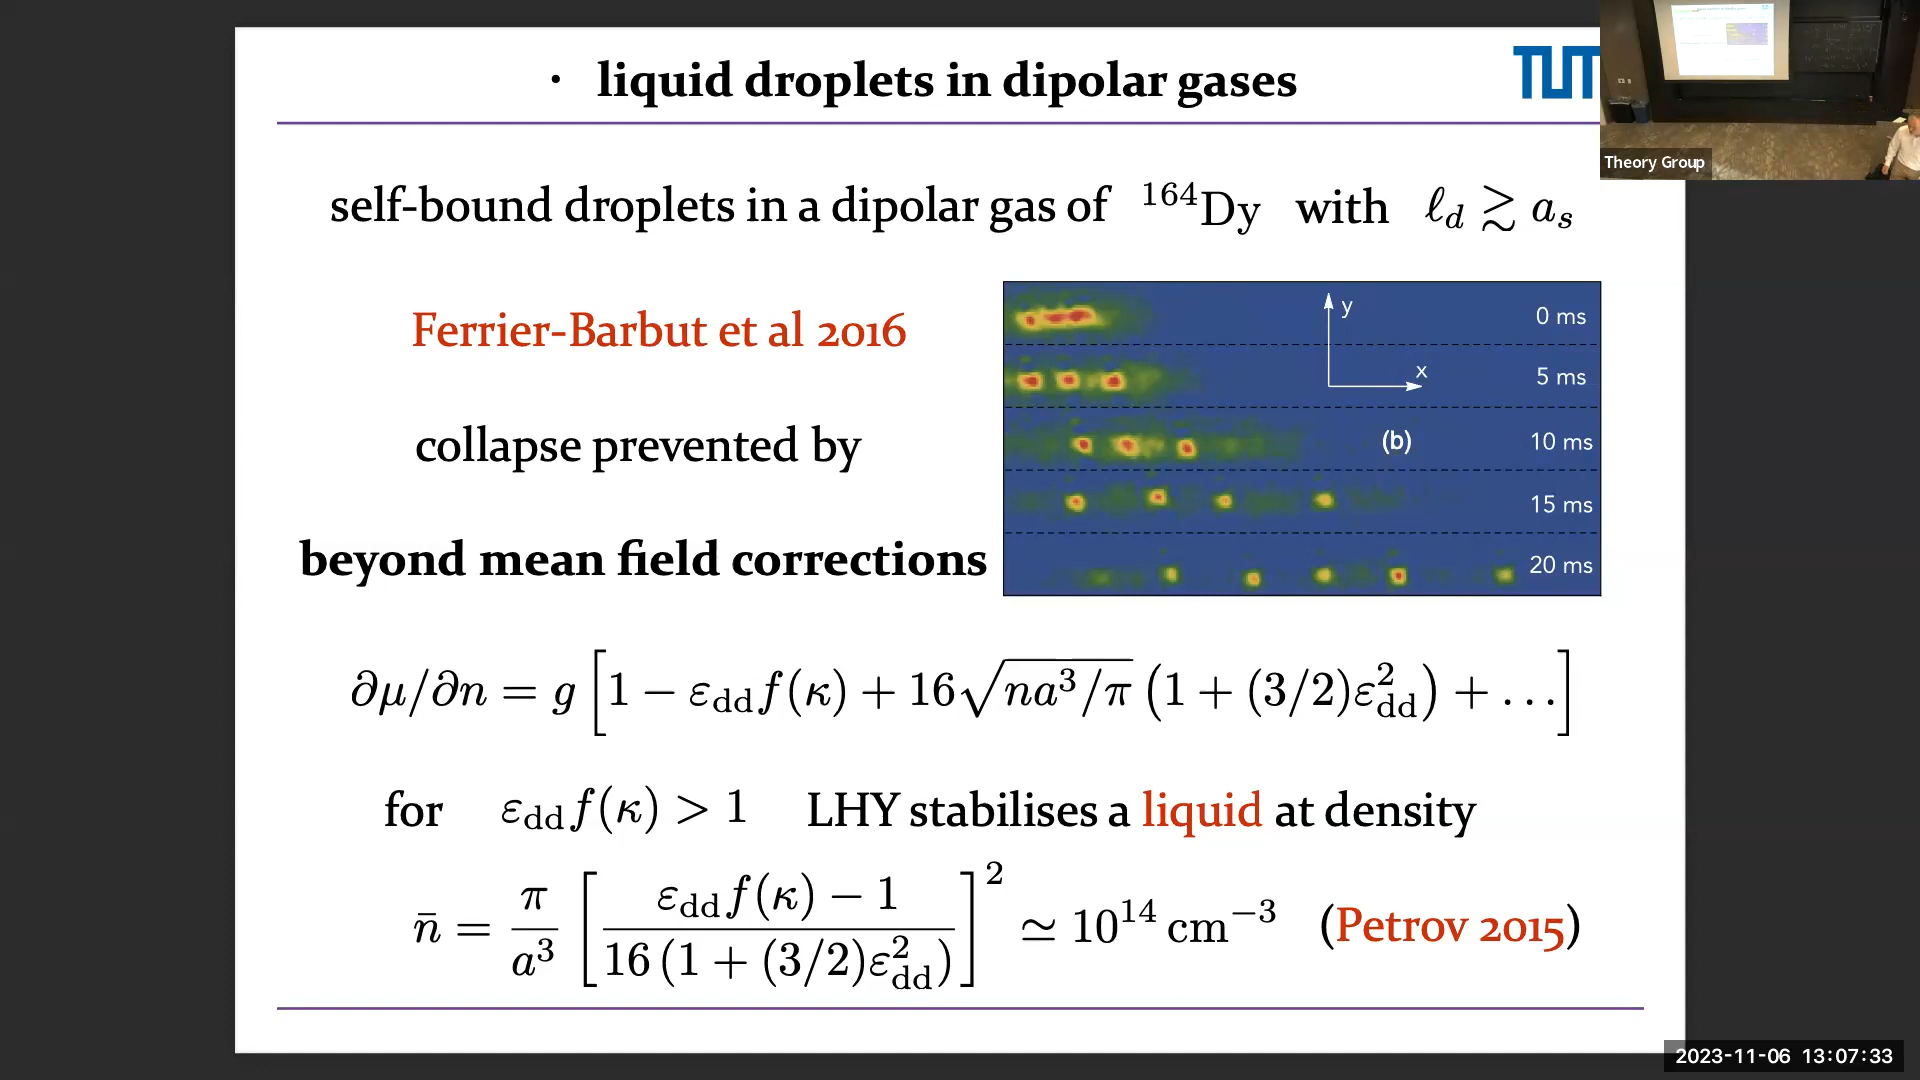 · liquid droplets in dipolar gases
TUT
Theory Group
self-bound droplets in a dipolar gas of ¹⁶⁴Dy with ℓ_d ≳ a_s
Ferrier-Barbut et al 2016
collapse prevented by
beyond mean field corrections
y
x
(b)
0 ms
5 ms
10 ms
15 ms
20 ms
∂μ/∂n = g [1 − ε_dd f(κ) + 16√(na³/π) (1 + (3/2)ε²_dd) + ...]
for ε_dd f(κ) > 1 LHY stabilises a liquid at density
n̄ = π/a³ [ (ε_dd f(κ) − 1) / (16 (1 + (3/2)ε²_dd)) ]² ≃ 10¹⁴ cm⁻³ (Petrov 2015)
2023-11-06 13:07:33